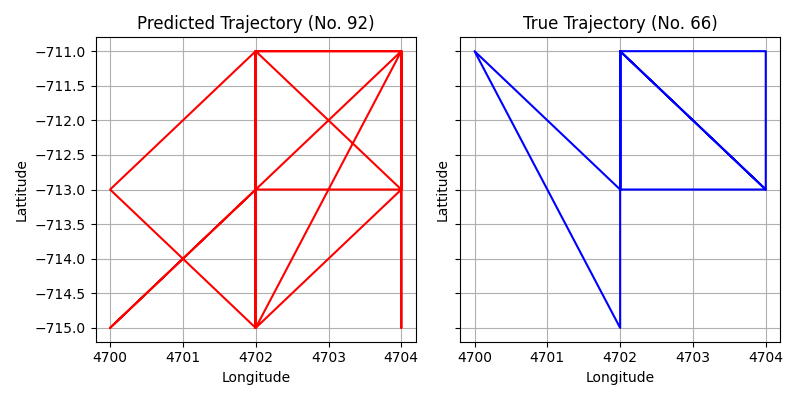 Predicted Trajectory (No. 92)
True Trajectory (No. 66)
−711.0
−711.5
−712.0
−712.5
−713.0
−713.5
−714.0
−714.5
−715.0
Lattitude
Lattitude
4700 4701 4702 4703 4704
4700 4701 4702 4703 4704
Longitude
Longitude